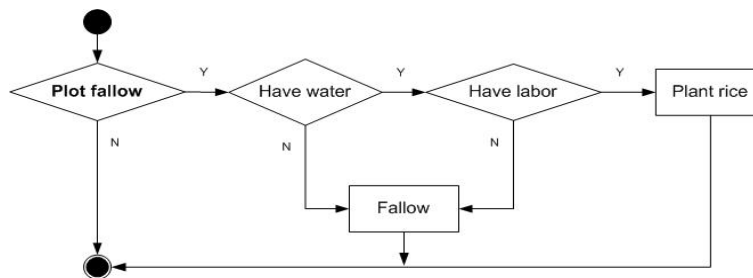 Plot fallow
Y
Have water
Y
Have labor
Y
Plant rice
N
N
N
Fallow